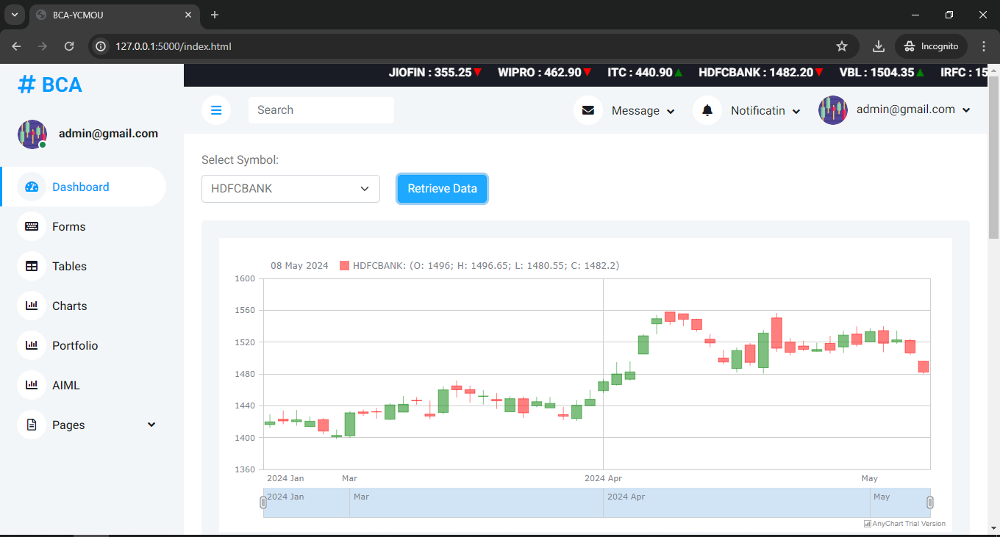 BCA-YCMOU
127.0.0.1:5000/index.html
Incognito
# BCA
JIOFIN : 355.25 WIPRO : 462.90 ITC : 440.90 HDFCBANK : 1482.20 VBL : 1504.35 IRFC : 15
Search
Message
Notificatin
admin@gmail.com
admin@gmail.com
Dashboard
Forms
Tables
Charts
Portfolio
AIML
Pages
Select Symbol:
HDFCBANK
Retrieve Data
08 May 2024 HDFCBANK: (O: 1496; H: 1496.65; L: 1480.55; C: 1482.2)
1600
1560
1520
1480
1440
1400
1360
2024 Jan Mar 2024 Apr May
2024 Jan Mar 2024 Apr May
AnyChart Trial Version